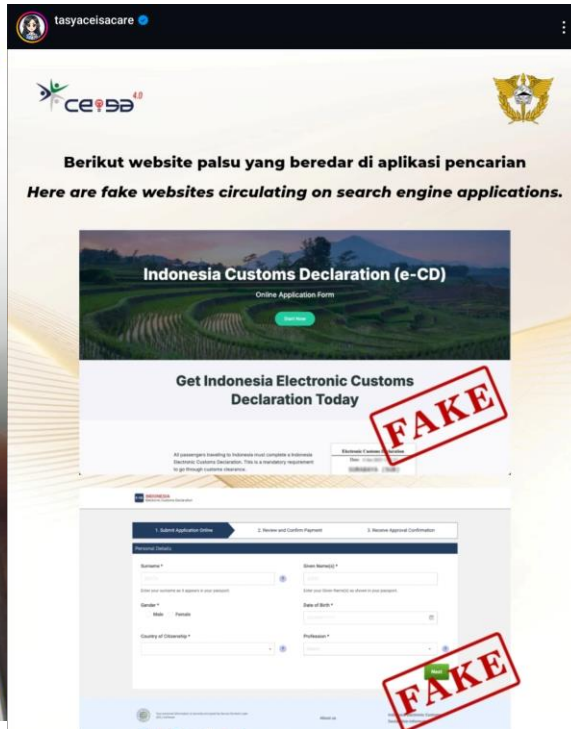 tasyaceisacare
ceisa 4.0
Berikut website palsu yang beredar di aplikasi pencarian
Here are fake websites circulating on search engine applications.
Indonesia Customs Declaration (e-CD)
Online Application Form
Start Now
Get Indonesia Electronic Customs
Declaration Today
All passengers traveling to Indonesia must complete a Indonesia
Electronic Customs Declaration. This is a mandatory requirement
to go through customs clearance.
Electronic Customs Declaration
FAKE
INDONESIA
Electronic Customs Declaration
1. Submit Application Online
2. Review and Confirm Payment
3. Receive Approval Confirmation
Personal Details
Surname *
Given Name(s) *
Enter your surname as it appears in your passport
Enter your Given Name(s) as shown in your passport
Gender *
Male
Female
Date of Birth *
Country of Citizenship *
Profession *
Next
FAKE
About us